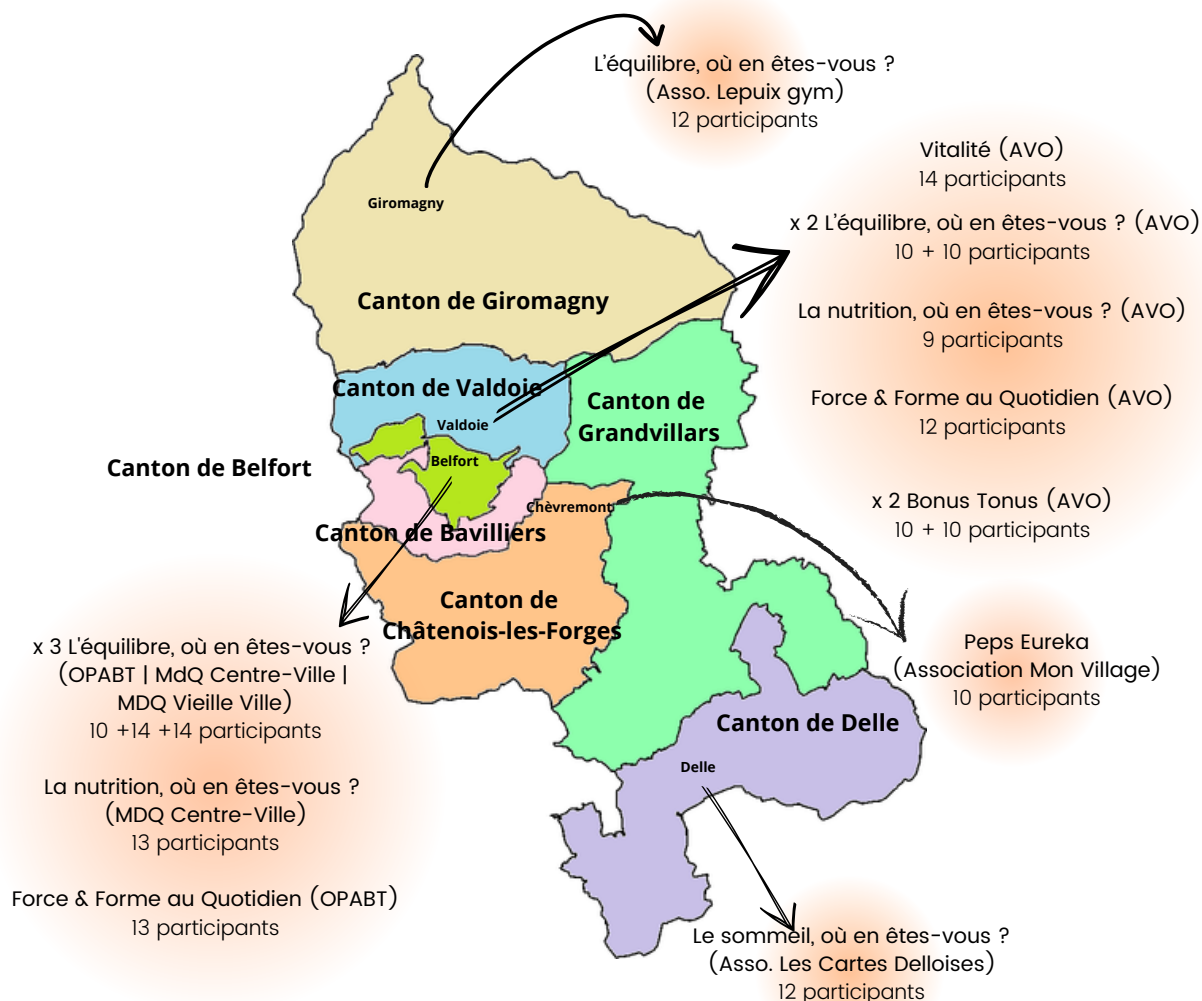 L'équilibre, où en êtes-vous ?
(Asso. Lepuix gym)
12 participants
Vitalité (AVO)
14 participants
x 2 L'équilibre, où en êtes-vous ? (AVO)
10 + 10 participants
La nutrition, où en êtes-vous ? (AVO)
9 participants
Force & Forme au Quotidien (AVO)
12 participants
x 2 Bonus Tonus (AVO)
10 + 10 participants
Giromagny
Canton de Giromagny
Canton de Valdoie
Valdoie
Canton de
Grandvillars
Canton de Belfort
Belfort
Chèvremont
Canton de Bavilliers
Canton de
Châtenois-les-Forges
x 3 L'équilibre, où en êtes-vous ?
(OPABT | MdQ Centre-Ville |
MDQ Vieille Ville)
10 +14 +14 participants
La nutrition, où en êtes-vous ?
(MDQ Centre-Ville)
13 participants
Force & Forme au Quotidien (OPABT)
13 participants
Peps Eureka
(Association Mon Village)
10 participants
Canton de Delle
Delle
Le sommeil, où en êtes-vous ?
(Asso. Les Cartes Delloises)
12 participants